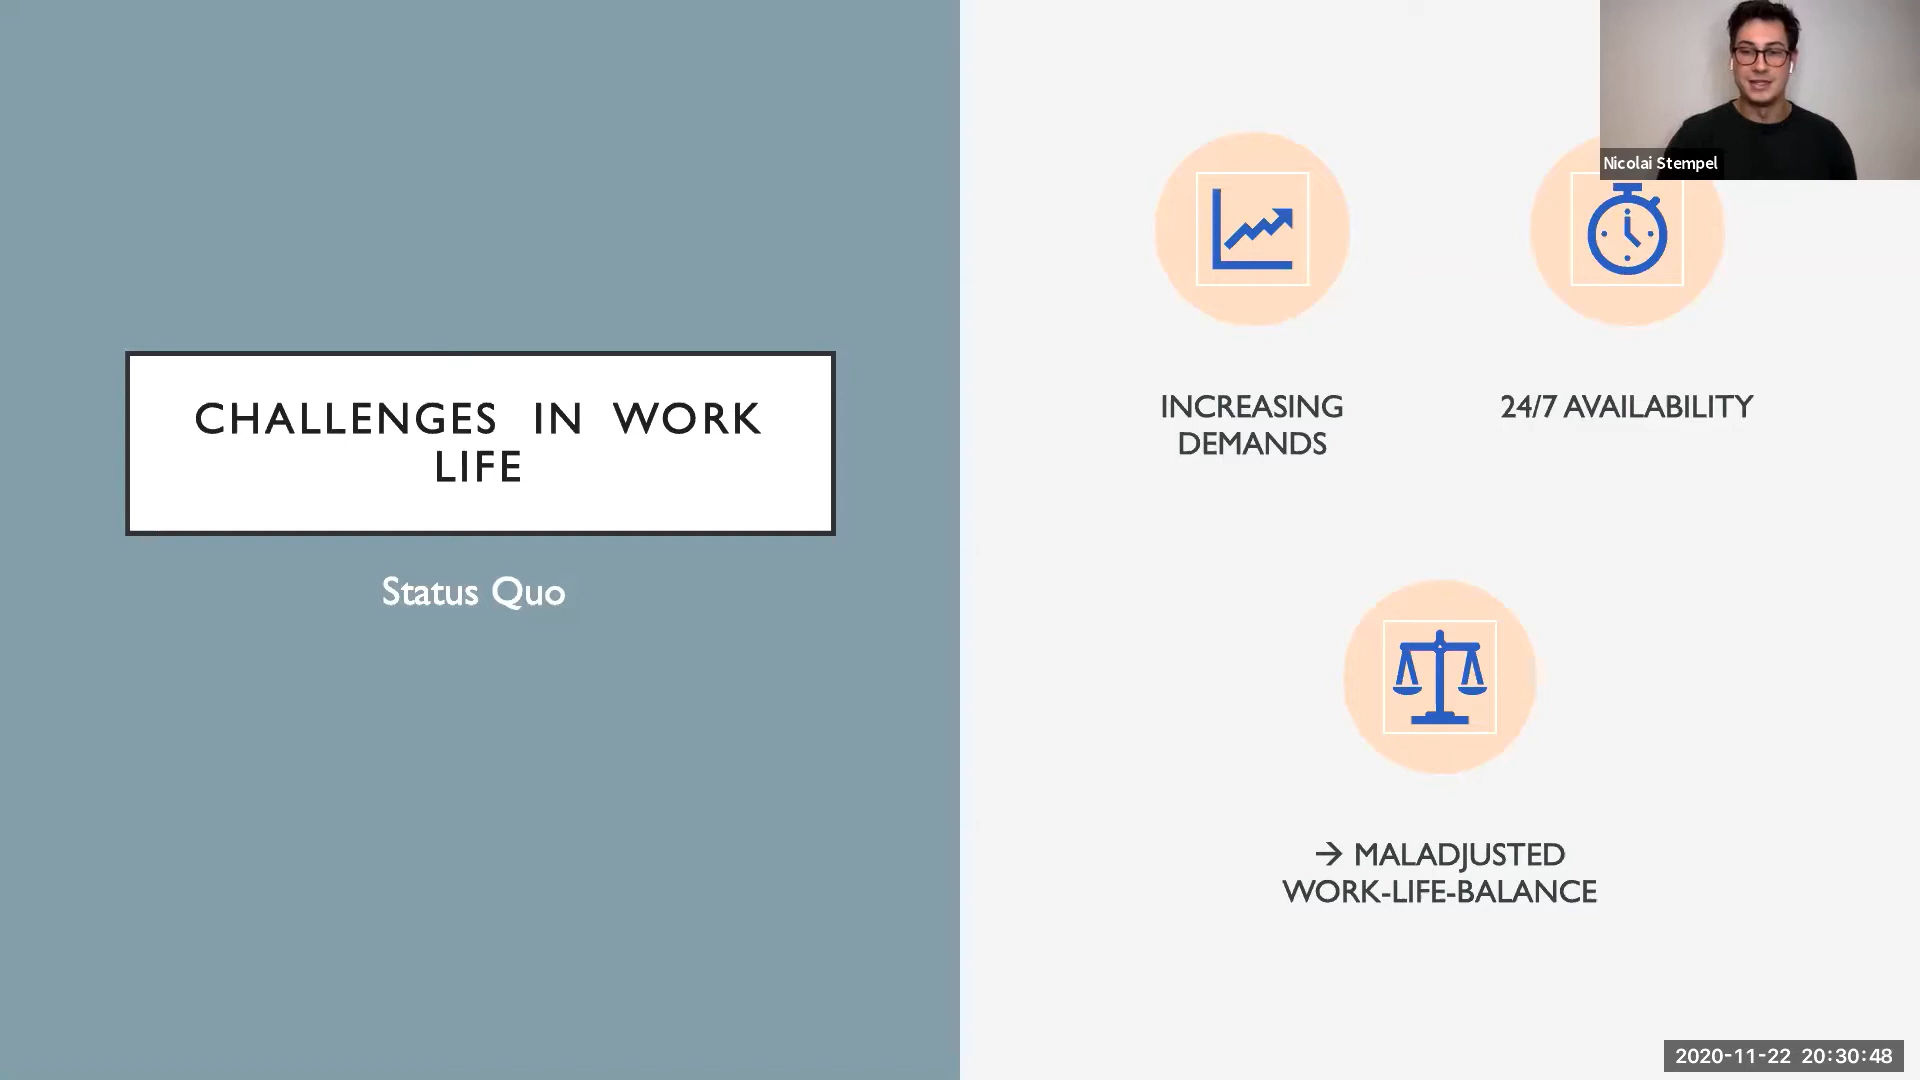 CHALLENGES IN WORK
LIFE
Status Quo
Nicolai Stempel
INCREASING
DEMANDS
24/7 AVAILABILITY
→ MALADJUSTED
WORK-LIFE-BALANCE
2020-11-22 20:30:48